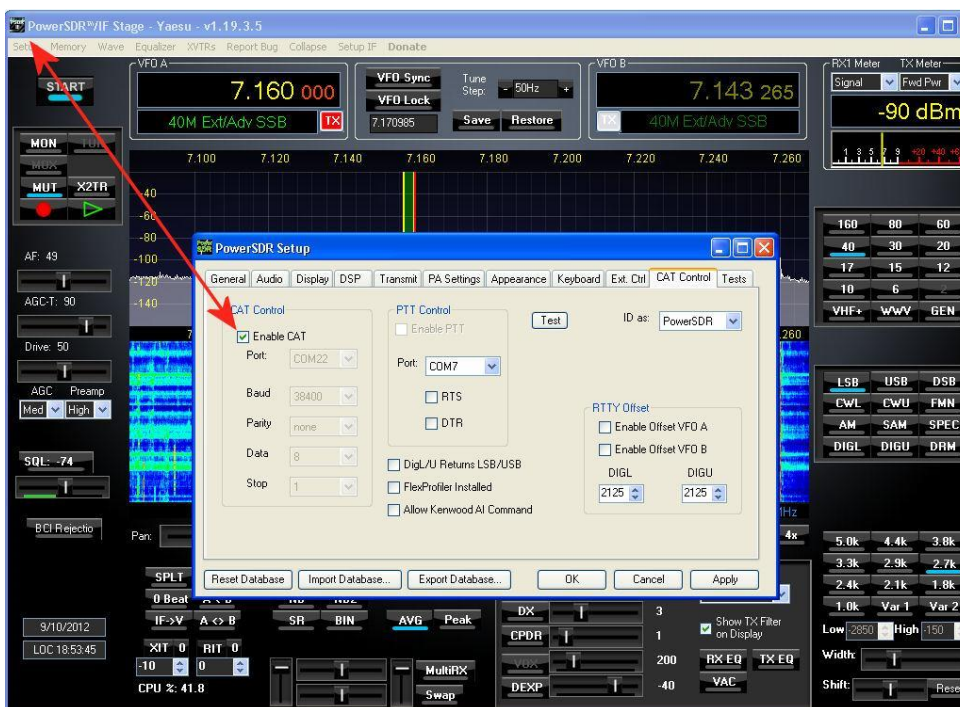 PowerSDR™/IF Stage - Yaesu - v1.19.3.5
Setup Memory Wave Equalizer XVTRs Report Bug Collapse Setup IF Donate
START
MON
MUT X2TR
AF: 49
AGC-T: 90
Drive: 50
AGC Preamp
Med High
SQL: -74
BCI Rejectio
9/10/2012
LOC 18:53:45
VFO A
7.160 000
40M Ext/Adv SSB TX
VFO Sync
VFO Lock
7.170985
Tune
Step: - 50Hz +
Save Restore
VFO B
7.143 265
TX 40M Ext/Adv SSB
RX1 Meter TX Meter
Signal Fwd Pwr
-90 dBm
1 3 5 7 9 +20 +40 +6
7.100 7.120 7.140 7.160 7.180 7.200 7.220 7.240 7.260
-40
-60
-80
-100
-120
-140
PowerSDR Setup
General Audio Display DSP Transmit PA Settings Appearance Keyboard Ext. Ctrl CAT Control Tests
CAT Control
Enable CAT
Port: COM22
Baud 38400
Parity none
Data 8
Stop 1
PTT Control
Enable PTT
Port: COM7
RTS
DTR
Test
ID as: PowerSDR
DigL/U Returns LSB/USB
FlexProfiler Installed
Allow Kenwood AI Command
RTTY Offset
Enable Offset VFO A
Enable Offset VFO B
DIGL DIGU
2125 2125
Reset Database Import Database... Export Database... OK Cancel Apply
.260
160 80 60
40 30 20
17 15 12
10 6 2
VHF+ WWV GEN
LSB USB DSB
CWL CWU FMN
AM SAM SPEC
DIGL DIGU DRM
5.0k 4.4k 3.8k
3.3k 2.9k 2.7k
2.4k 2.1k 1.8k
1.0k Var 1 Var 2
Low -2850 High -150
Width:
Shift: Rese
Pan:
4x
SPLT
0 Beat
IF->V A <> B
XIT 0 RIT 0
-10 0
CPU %: 41.8
SR BIN AVG Peak
MultiRX
Swap
DX 3
CPDR 1
VOX 200
DEXP -40
Show TX Filter
on Display
RX EQ TX EQ
VAC